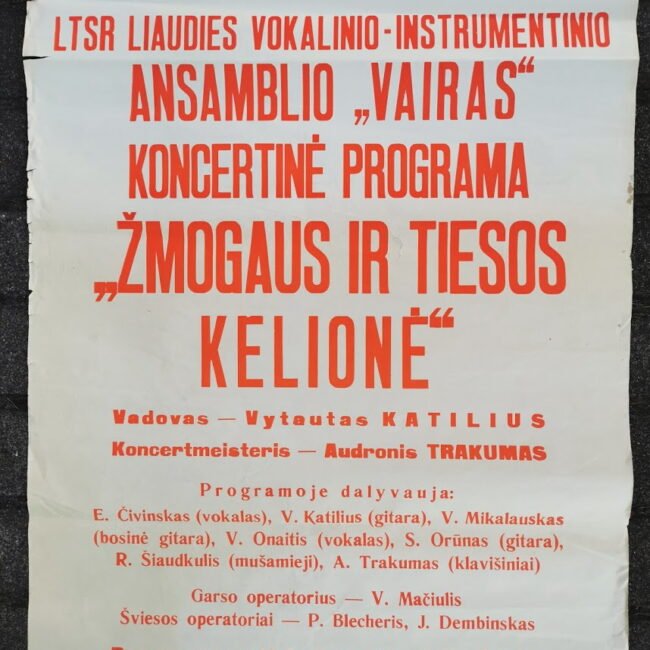 LTSR LIAUDIES VOKALINIO-INSTRUMENTINIO
ANSAMBLIO „VAIRAS“
KONCERTINĖ PROGRAMA
„ŽMOGAUS IR TIESOS
KELIONĖ“
Vadovas — Vytautas KATILIUS
Koncertmeisteris — Audronis TRAKUMAS
Programoje dalyvauja:
E. Čivinskas (vokalas), V. Katilius (gitara), V. Mikalauskas
(bosinė gitara), V. Onaitis (vokalas), S. Orūnas (gitara),
R. Šiaudkulis (mušamieji), A. Trakumas (klavišiniai)
Garso operatorius — V. Mačiulis
Šviesos operatoriai — P. Blecheris, J. Dembinskas